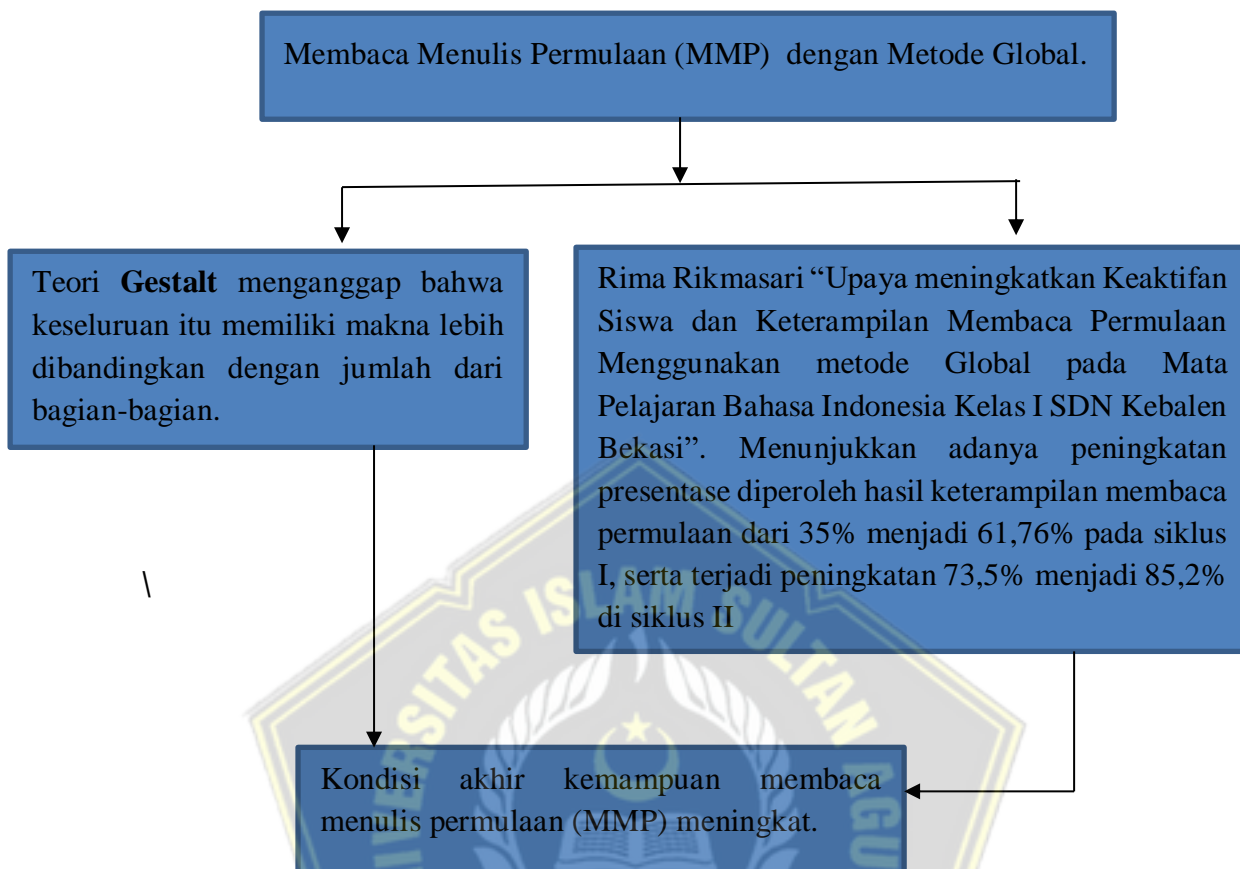 Membaca Menulis Permulaan (MMP) dengan Metode Global.
Teori Gestalt menganggap bahwa
keseluruhan itu memiliki makna lebih
dibandingkan dengan jumlah dari
bagian-bagian.
Rima Rikmasari “Upaya meningkatkan Keaktifan
Siswa dan Keterampilan Membaca Permulaan
Menggunakan metode Global pada Mata
Pelajaran Bahasa Indonesia Kelas I SDN Kebalen
Bekasi”. Menunjukkan adanya peningkatan
presentase diperoleh hasil keterampilan membaca
permulaan dari 35% menjadi 61,76% pada siklus
I, serta terjadi peningkatan 73,5% menjadi 85,2%
di siklus II
\
Kondisi akhir kemampuan membaca
menulis permulaan (MMP) meningkat.
UNIVERSITAS ISLAM SULTAN AGU